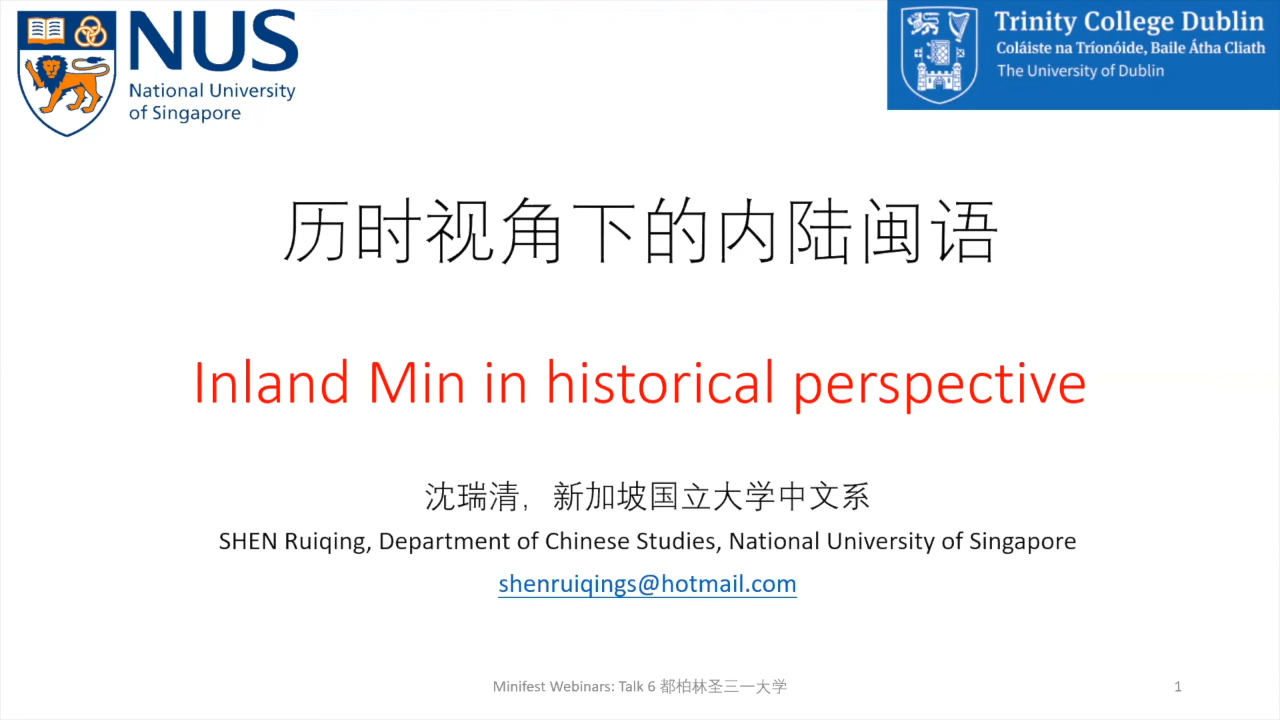 NUS
National University
of Singapore
Trinity College Dublin
Coláiste na Tríonóide, Baile Átha Cliath
The University of Dublin
历时视角下的内陆闽语
Inland Min in historical perspective
沈瑞清，新加坡国立大学中文系
SHEN Ruiqing, Department of Chinese Studies, National University of Singapore
shenruiqings@hotmail.com
Minifest Webinars: Talk 6 都柏林圣三一大学
1